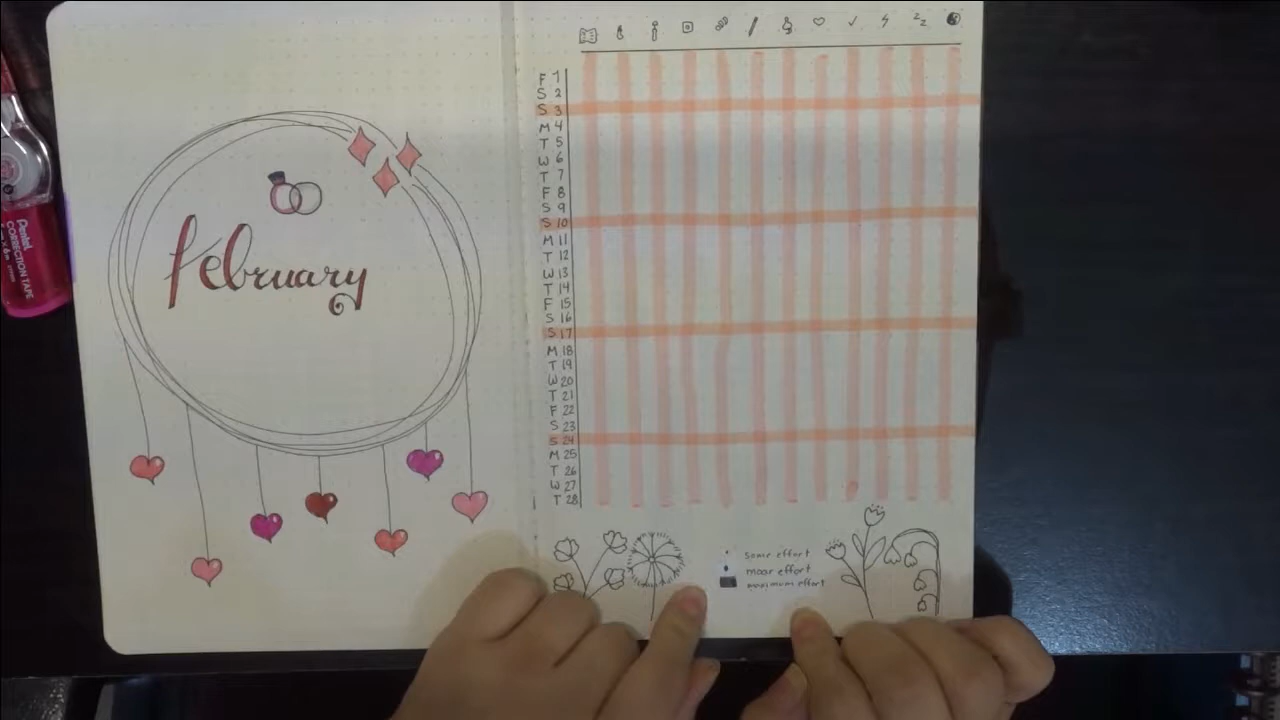 Pentel
CORRECTION TAPE
February
F 1
S 2
S 3
M 4
T 5
W 6
T 7
F 8
S 9
S 10
M 11
T 12
W 13
T 14
F 15
S 16
S 17
M 18
T 19
W 20
T 21
F 22
S 23
S 24
M 25
T 26
W 27
T 28
some effort
moar effort
maximum effort